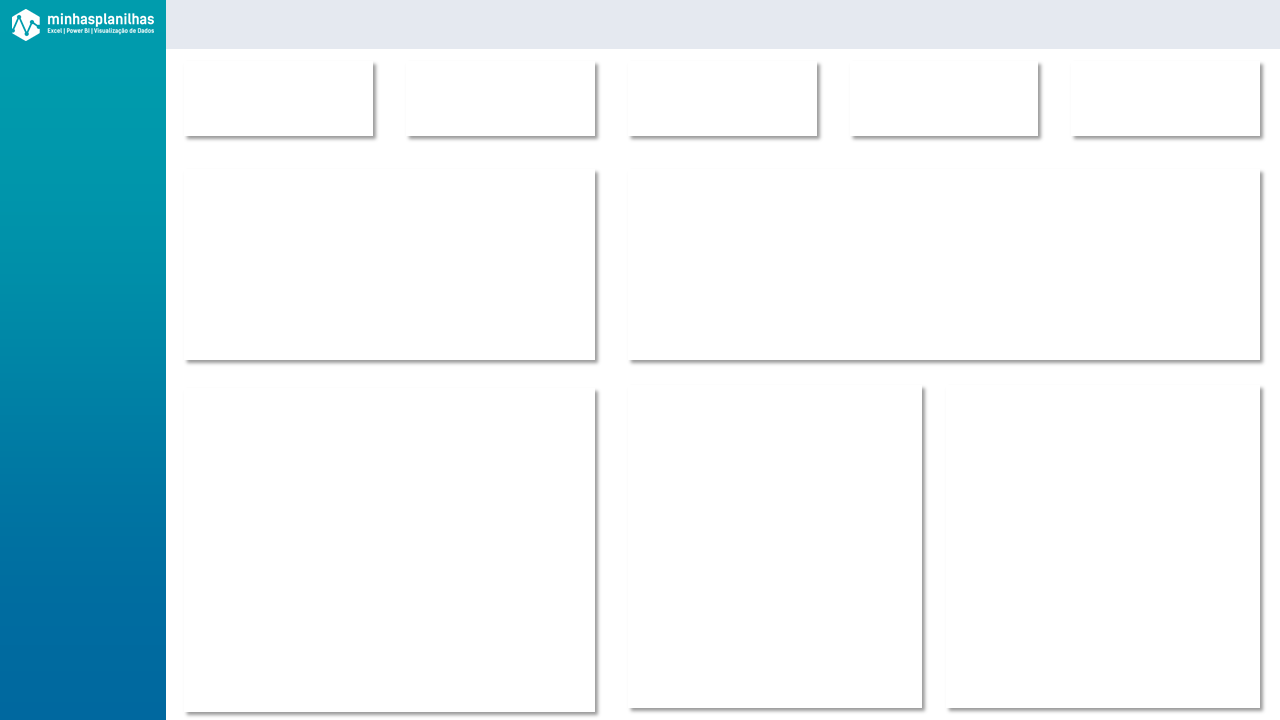 minhasplanilhas
Excel | Power BI | Visualização de Dados